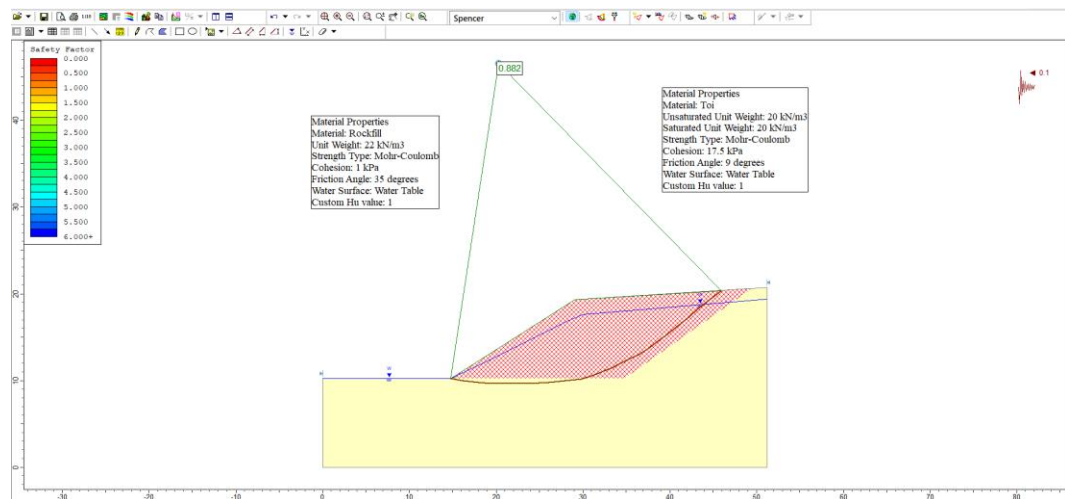 Spencer
Safety Factor
0.000
0.500
1.000
1.500
2.000
2.500
3.000
3.500
4.000
4.500
5.000
5.500
6.000+
0.882
0.1
Material Properties
Material: Rockfill
Unit Weight: 22 kN/m3
Strength Type: Mohr-Coulomb
Cohesion: 1 kPa
Friction Angle: 35 degrees
Water Surface: Water Table
Custom Hu value: 1
Material Properties
Material: Toi
Unsaturated Unit Weight: 20 kN/m3
Saturated Unit Weight: 20 kN/m3
Strength Type: Mohr-Coulomb
Cohesion: 17.5 kPa
Friction Angle: 9 degrees
Water Surface: Water Table
Custom Hu value: 1
40
30
20
10
0
-30
-20
-10
0
10
20
30
40
50
60
70
80